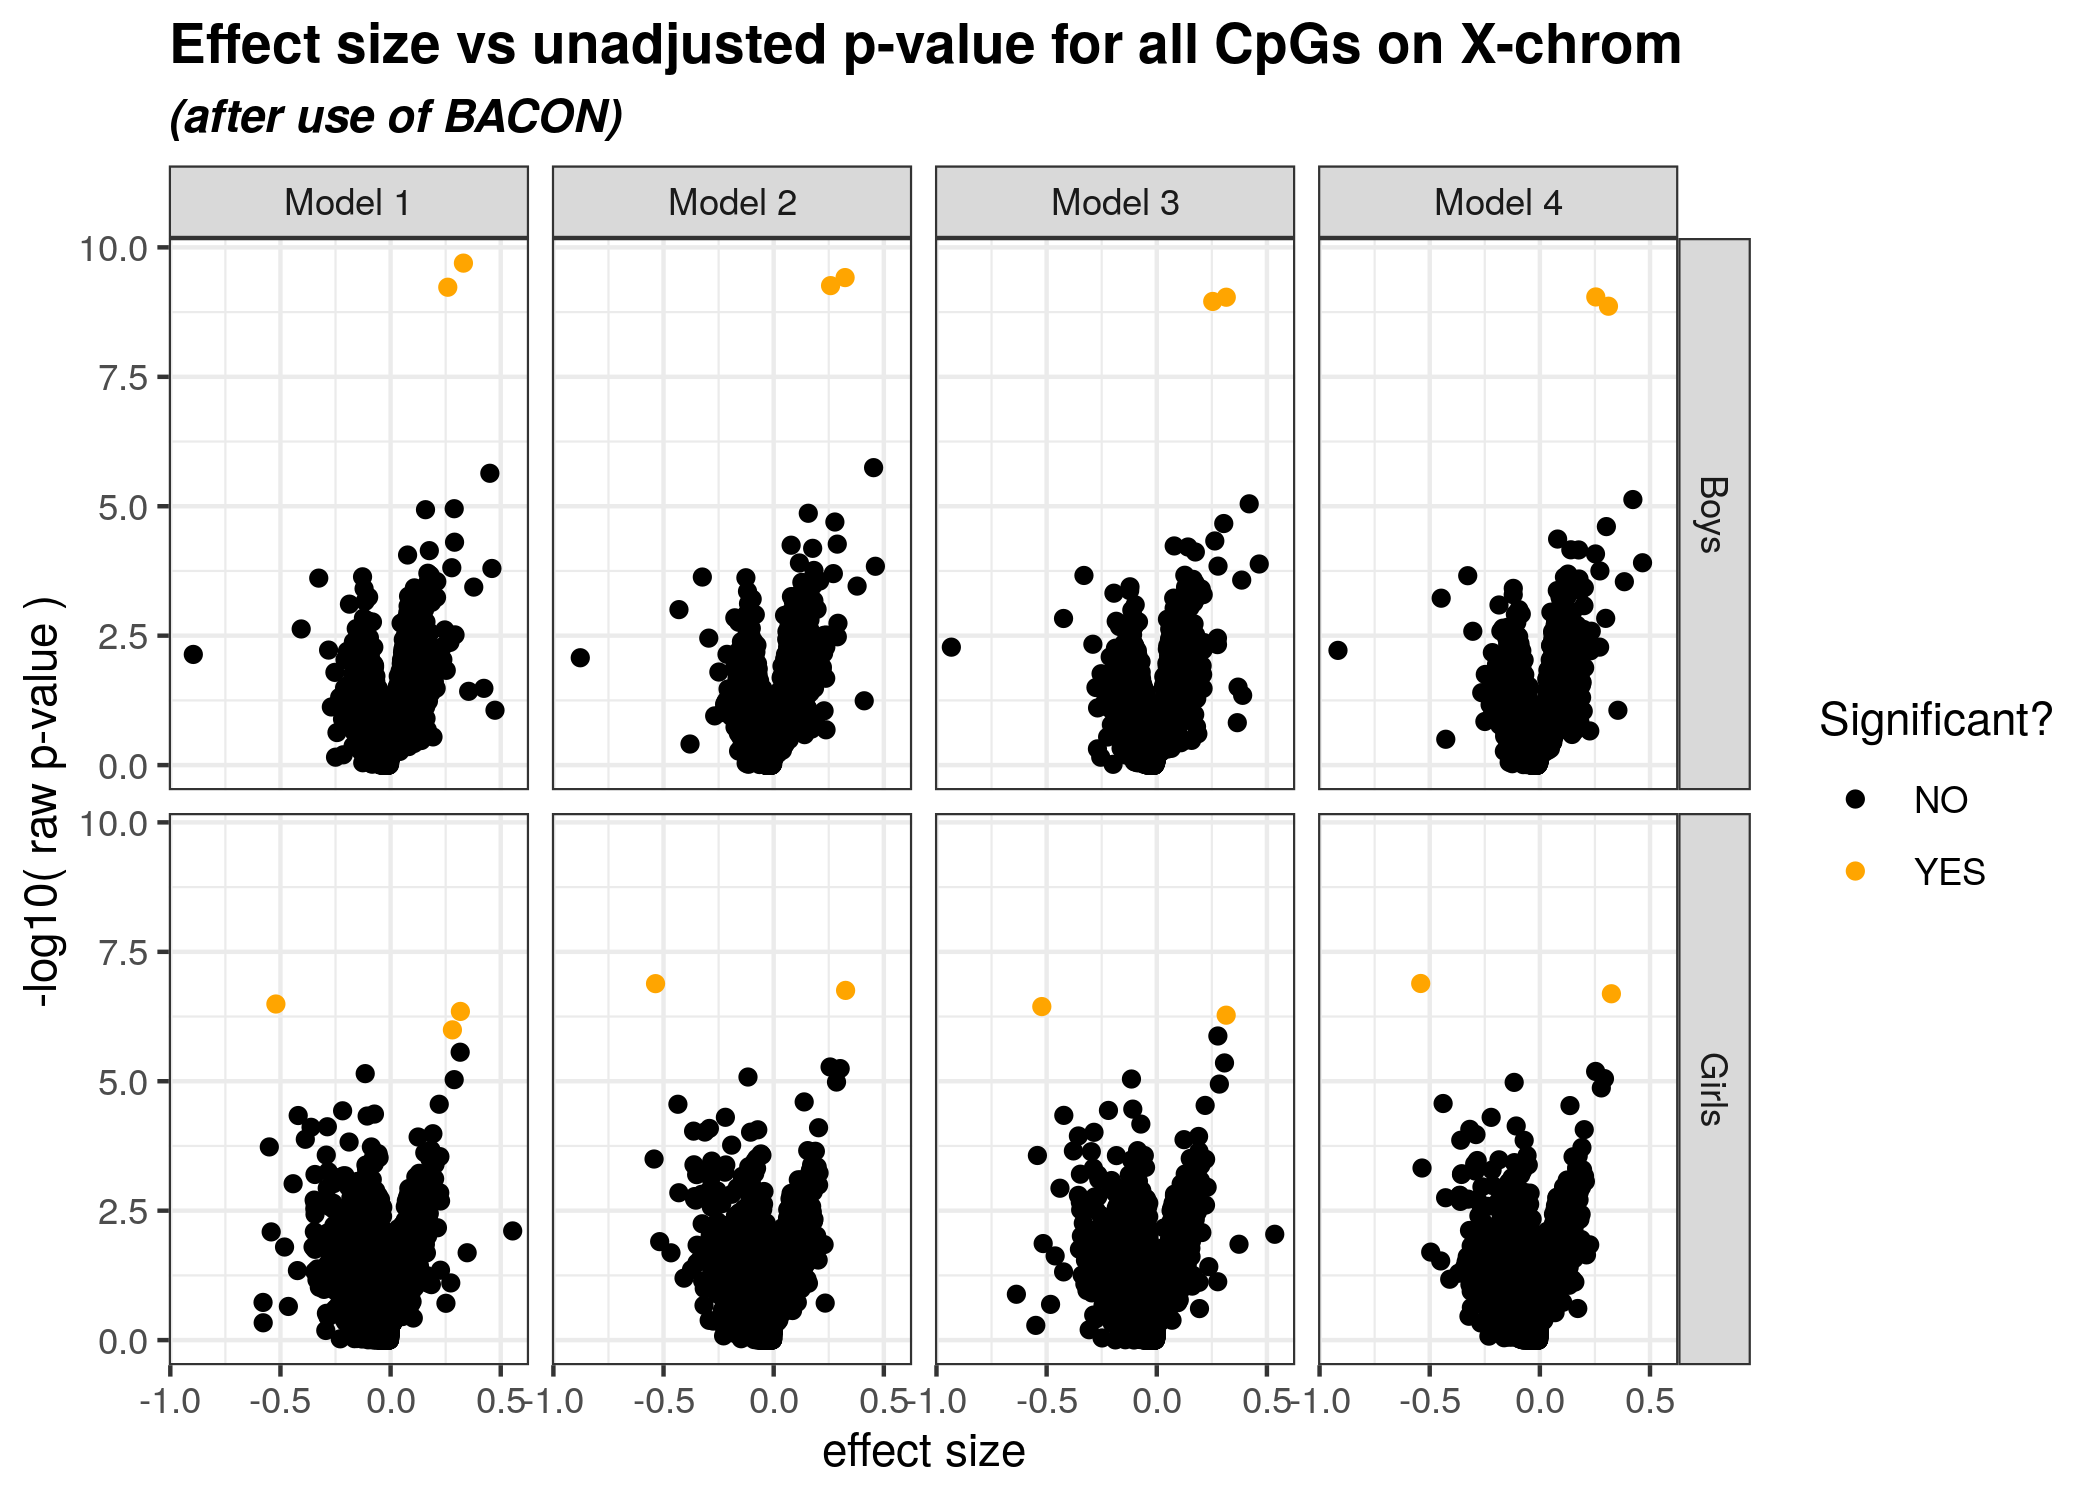 Effect size vs unadjusted p-value for all CpGs on X-chrom
(after use of BACON)
Model 1 Model 2 Model 3 Model 4
10.0
7.5
5.0
2.5
0.0
Boys
10.0
7.5
5.0
2.5
0.0
Girls
-log10( raw p-value )
-1.0 -0.5 0.0 0.5 -1.0 -0.5 0.0 0.5 -1.0 -0.5 0.0 0.5 -1.0 -0.5 0.0 0.5
effect size
Significant?
NO
YES